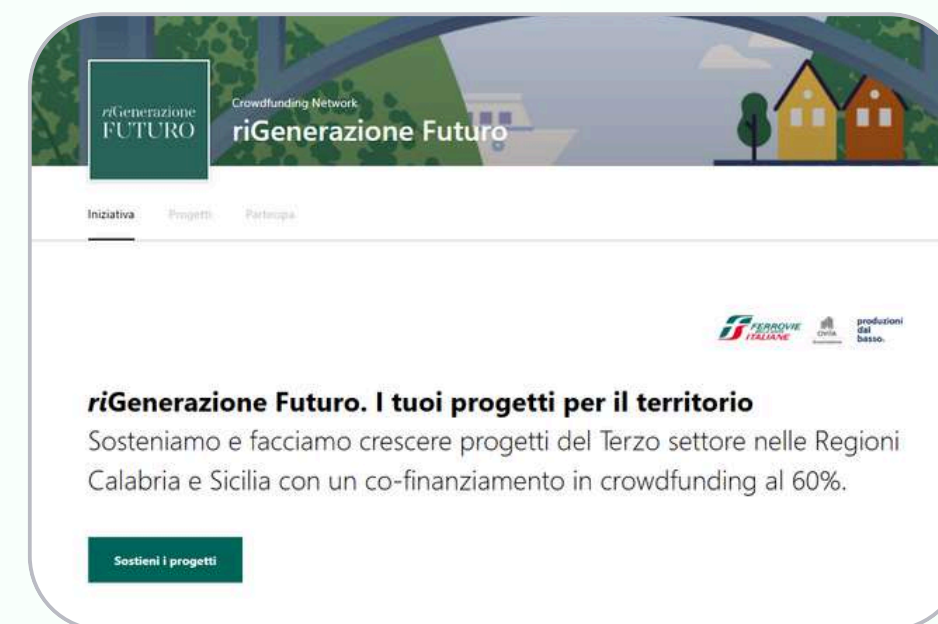 riGenerazione
FUTURO
Crowdfunding Network
riGenerazione Futuro
Iniziativa Progetti Partecipa
FERROVIE
ITALIANE
CIVITA
produzioni
dal
basso.
riGenerazione Futuro. I tuoi progetti per il territorio
Sosteniamo e facciamo crescere progetti del Terzo settore nelle Regioni
Calabria e Sicilia con un co-finanziamento in crowdfunding al 60%.
Sostieni i progetti